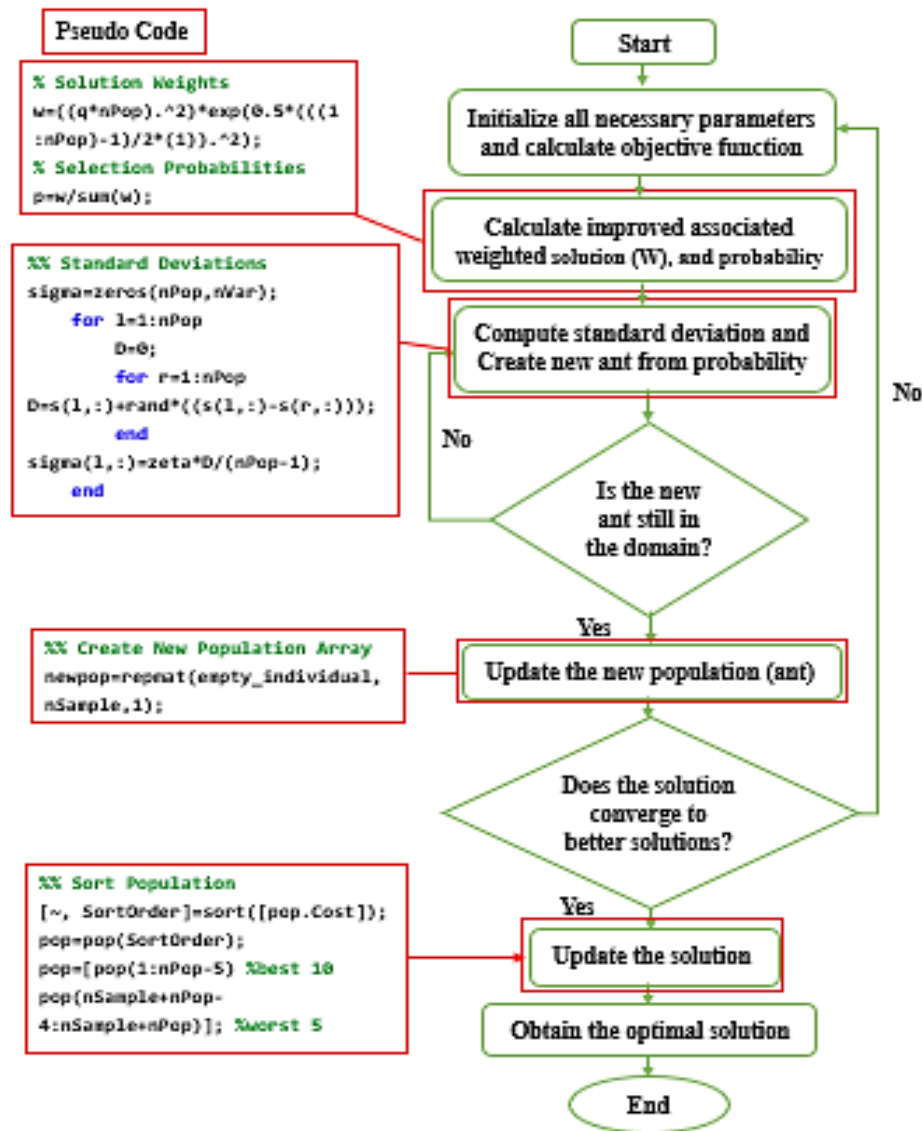 Pseudo Code
% Solution Weights
w=((q*nPop).^2)*exp(0.5*(((1
:nPop)-1)/2*(1)).^2);
% Selection Probabilities
p=w/sum(w);
%% Standard Deviations
sigma=zeros(nPop,nVar);
for l=1:nPop
D=0;
for r=1:nPop
D=s(l,:)+rand*((s(l,:)-s(r,:)));
end
sigma(l,:)=zeta*D/(nPop-1);
end
%% Create New Population Array
newpop=repmat(empty_individual,
nSample,1);
%% Sort Population
[~, SortOrder]=sort([pop.Cost]);
pop=pop(SortOrder);
pop=[pop(1:nPop-5) %best 10
pop(nSample+nPop-
4:nSample+nPop)]; %worst 5
Start
Initialize all necessary parameters
and calculate objective function
Calculate improved associated
weighted solution (W), and probability
Compute standard deviation and
Create new ant from probability
No
No
Is the new
ant still in
the domain?
Yes
Update the new population (ant)
Does the solution
converge to
better solutions?
Yes
Update the solution
Obtain the optimal solution
End